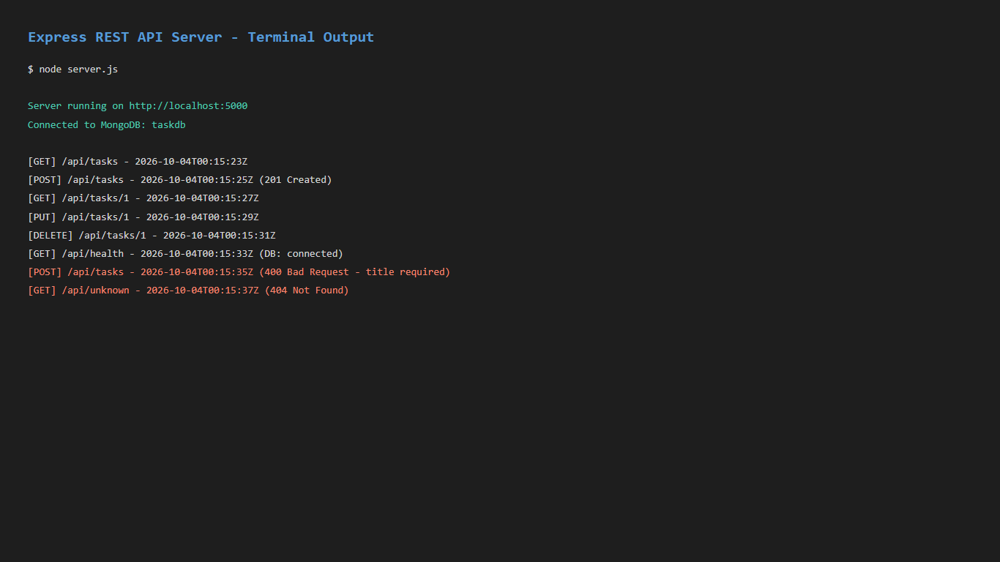 Express REST API Server - Terminal Output
$ node server.js
Server running on http://localhost:5000
Connected to MongoDB: taskdb
[GET] /api/tasks - 2026-10-04T00:15:23Z
[POST] /api/tasks - 2026-10-04T00:15:25Z (201 Created)
[GET] /api/tasks/1 - 2026-10-04T00:15:27Z
[PUT] /api/tasks/1 - 2026-10-04T00:15:29Z
[DELETE] /api/tasks/1 - 2026-10-04T00:15:31Z
[GET] /api/health - 2026-10-04T00:15:33Z (DB: connected)
[POST] /api/tasks - 2026-10-04T00:15:35Z (400 Bad Request - title required)
[GET] /api/unknown - 2026-10-04T00:15:37Z (404 Not Found)